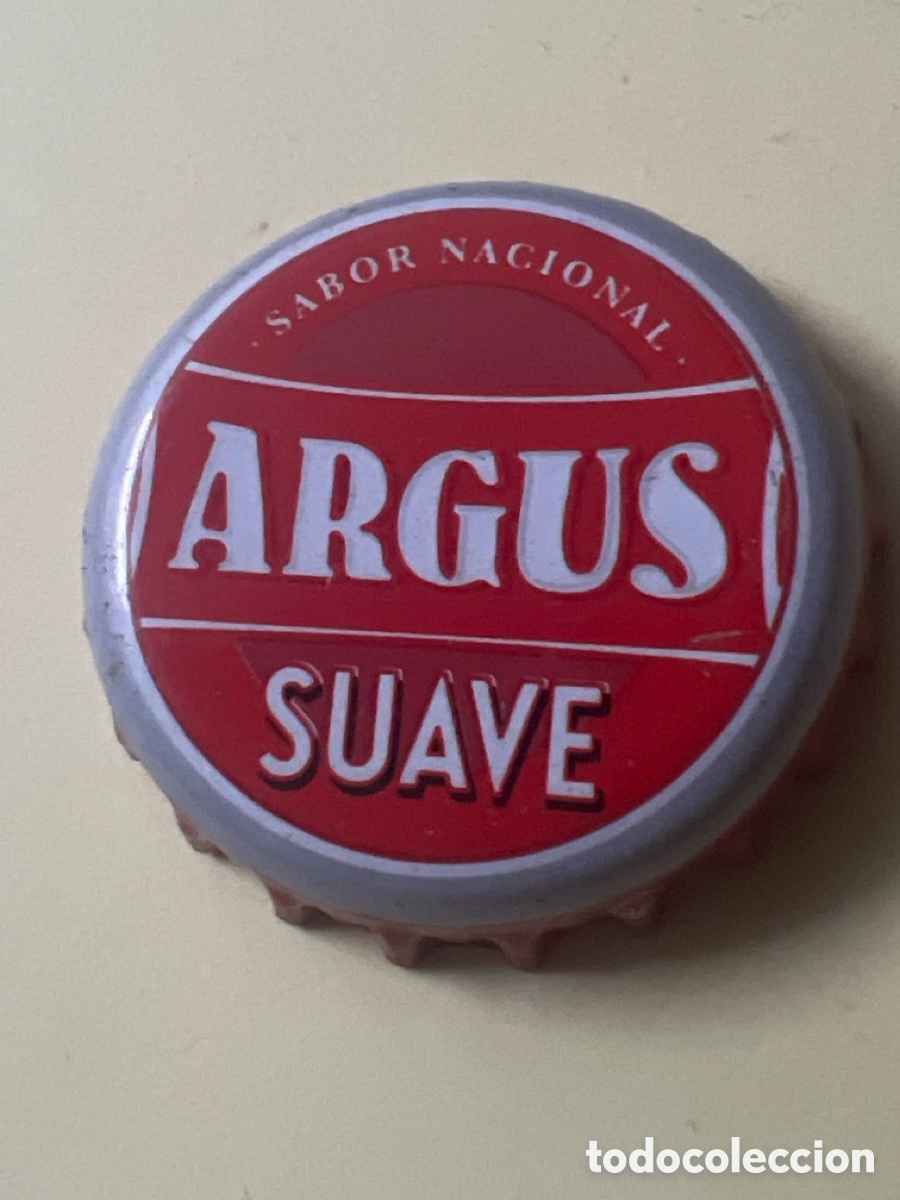 · SABOR NACIONAL ·
ARGUS
SUAVE
todocoleccion